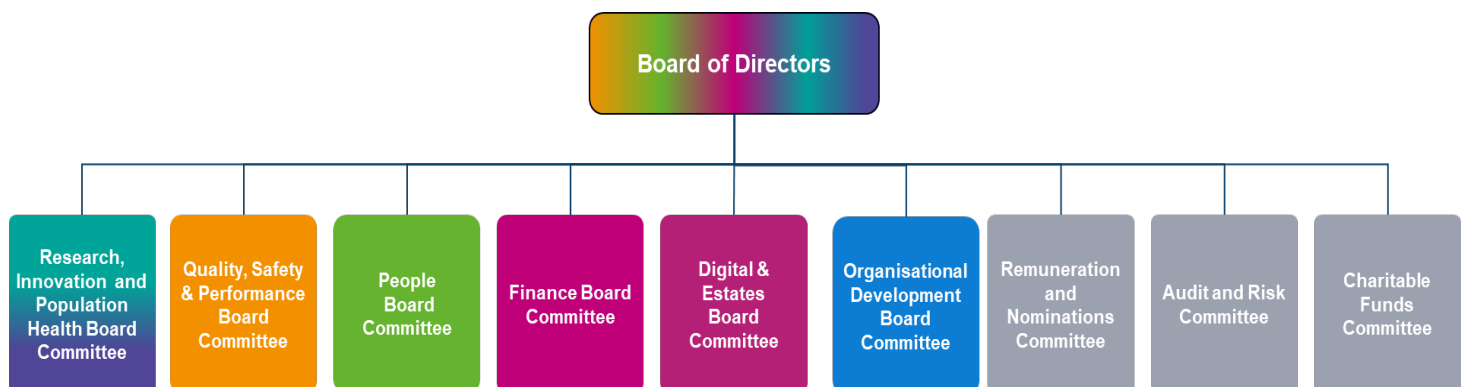 Board of Directors
Research,
Innovation and
Population
Health Board
Committee
Quality, Safety
& Performance
Board
Committee
People
Board
Committee
Finance Board
Committee
Digital &
Estates
Board
Committee
Organisational
Development
Board
Committee
Remuneration
and
Nominations
Committee
Audit and Risk
Committee
Charitable
Funds
Committee